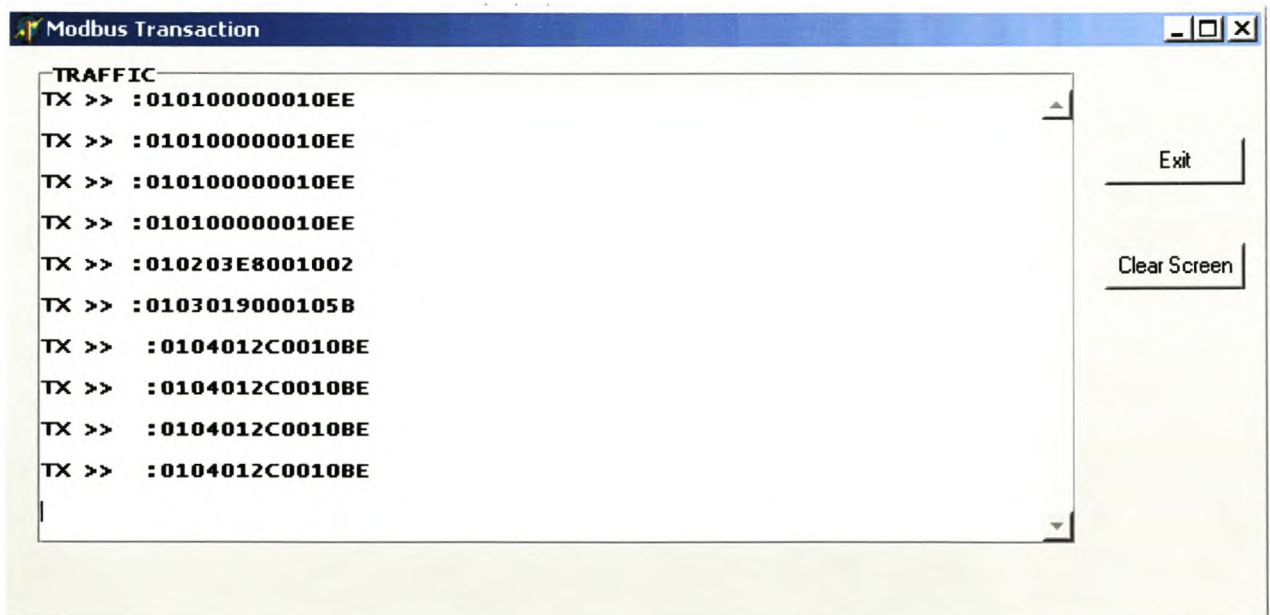 Modbus Transaction
TRAFFIC
TX >> :010100000010EE
TX >> :010100000010EE
TX >> :010100000010EE
TX >> :010100000010EE
TX >> :010203E8001002
TX >> :0103019000105B
TX >> :0104012C0010BE
TX >> :0104012C0010BE
TX >> :0104012C0010BE
TX >> :0104012C0010BE
Exit
Clear Screen